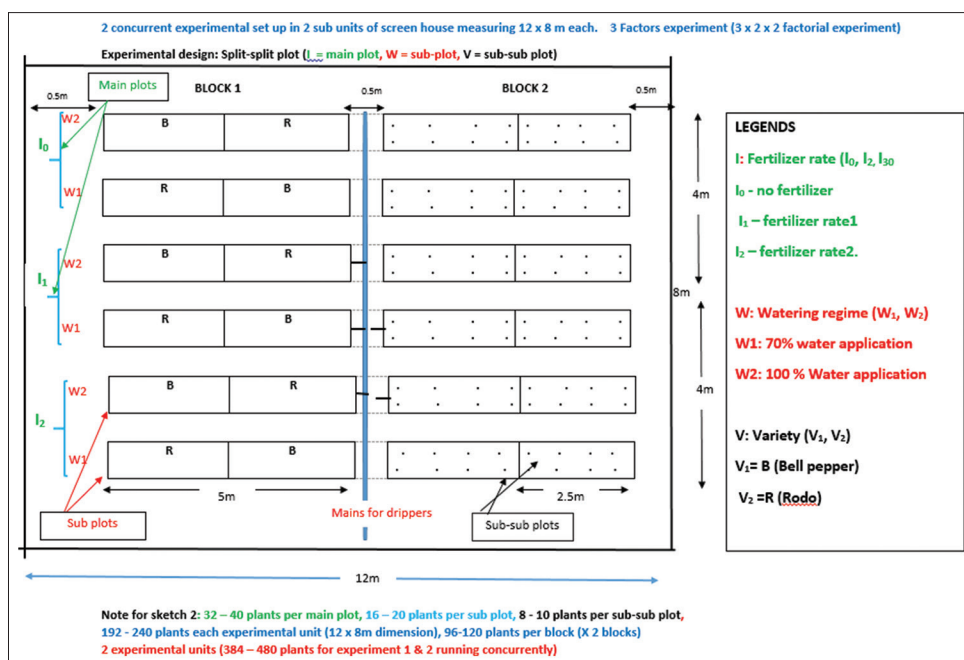 2 concurrent experimental set up in 2 sub units of screen house measuring 12 x 8 m each. 3 Factors experiment (3 x 2 x 2 factorial experiment)
Experimental design: Split-split plot (I = main plot, W = sub-plot, V = sub-sub plot)
Main plots
BLOCK 1
0.5m
BLOCK 2
0.5m
0.5m
W2
B
R
I0
W1
R
B
4m
W2
B
R
I1
8m
W1
R
B
W2
B
R
4m
I2
W1
R
B
5m
2.5m
Sub plots
Mains for drippers
Sub-sub plots
12m
LEGENDS
I: Fertilizer rate (I0, I2, I30
I0 - no fertilizer
I1 – fertilizer rate1
I2 – fertilizer rate2.
W: Watering regime (W1, W2)
W1: 70% water application
W2: 100 % Water application
V: Variety (V1, V2)
V1= B (Bell pepper)
V2 =R (Rodo)
Note for sketch 2: 32 – 40 plants per main plot, 16 – 20 plants per sub plot, 8 - 10 plants per sub-sub plot,
192 - 240 plants each experimental unit (12 x 8m dimension), 96-120 plants per block (X 2 blocks)
2 experimental units (384 – 480 plants for experiment 1 & 2 running concurrently)